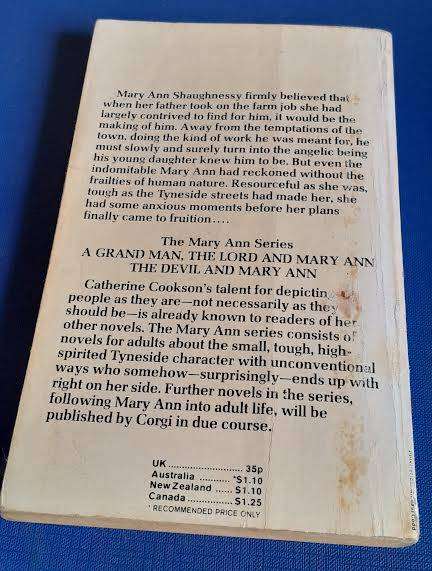 Mary Ann Shaughnessy firmly believed that
when her father took on the farm job she had
largely contrived to find for him, it would be the
making of him. Away from the temptations of the
town, doing the kind of work he was meant for, he
must slowly and surely turn into the angelic being
his young daughter knew him to be. But even the
indomitable Mary Ann had reckoned without the
frailties of human nature. Resourceful as she was,
tough as the Tyneside streets had made her, she
had some anxious moments before her plans
finally came to fruition....
The Mary Ann Series
A GRAND MAN, THE LORD AND MARY ANN
THE DEVIL AND MARY ANN
Catherine Cookson's talent for depictin
people as they are—not necessarily as they
should be—is already known to readers of her
other novels. The Mary Ann series consists of
novels for adults about the small, tough, high-
spirited Tyneside character with unconventional
ways who somehow—surprisingly—ends up with
right on her side. Further novels in the series,
following Mary Ann into adult life, will be
published by Corgi in due course.
UK .......................... 35p
Australia .......... *$1.10
New Zealand ..... $1.10
Canada ............... $1.25
* RECOMMENDED PRICE ONLY